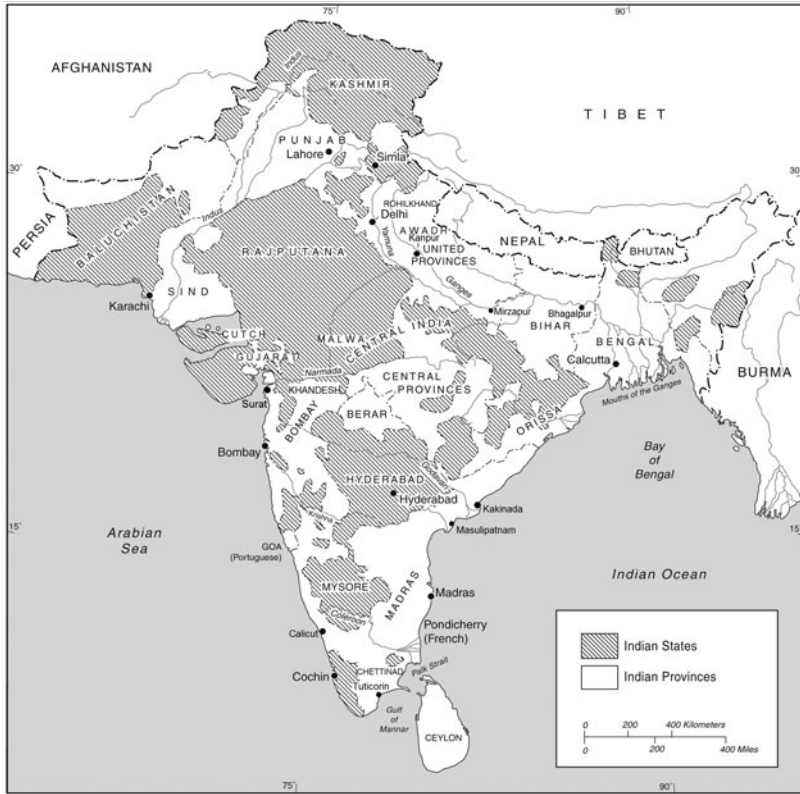 75°
90°
AFGHANISTAN
Indus
KASHMIR
TIBET
PUNJAB
Lahore
Simla
30°
30
PERSIA
BALUCHISTAN
Indus
ROHILKHAND
Delhi
AWADR
Kanpur
UNITED
PROVINCES
Yamuna
NEPAL
BHUTAN
RAJPUTANA
Ganges
SIND
Karachi
Mirzapur
Bhagalpur
BIHAR
CUTCH
MALWA
CENTRAL INDIA
BENGAL
GUJARAT
Calcutta
BURMA
Narmada
CENTRAL
PROVINCES
KHANDESH
Surat
BOMBAY
BERAR
ORISSA
Mouths of the Ganges
Bombay
Bay
of
Bengal
HYDERABAD
Godavari
Hyderabad
Kakinada
Krishna
Masulipatnam
15°
15
Arabian
Sea
GOA
(Portuguese)
Indian Ocean
MYSORE
MADRAS
Madras
Coleroon
Pondicherry
(French)
Calicut
Cochin
CHETTINAD
Palk Strait
Tuticorin
Gulf
of
Mannar
CEYLON
Indian States
Indian Provinces
0 200 400 Kilometers
0 200 400 Miles
75°
90°